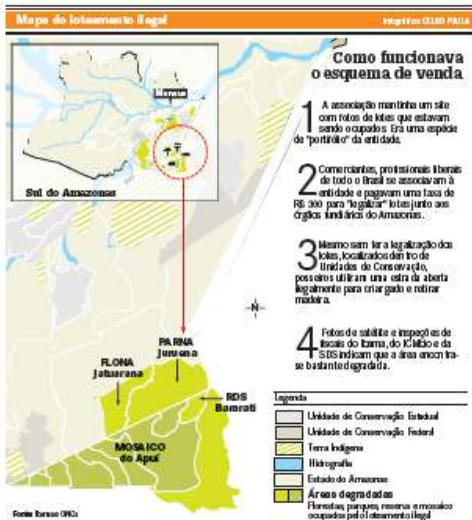 Mapa do loteamento ilegal
Infográfico: CELHO PAULA
Como funcionava
o esquema de venda
1 A associação mantinha um site
com fotos de lotes que estavam
sendo ocupados. Era uma espécie
de "portifólio" da entidade.
2 Comerciantes, profissionais liberais
de todo o Brasil se associavam à
entidade e pagavam uma taxa de
R$ 300 para "legalizar" lotes junto aos
órgãos fundiários do Amazonas.
3 Mesmo sem ter a legalização dos
lotes, localizados dentro de
Unidades de Conservação,
posseiros utilizam uma estrada aberta
ilegalmente para criar gado e retirar
madeira.
4 Fotos de satélite e inspeções de
fiscais do Ibama, do ICMBio e da
SDS indicam que a área encontra-
se bastante degradada.
Manaus
Sul do Amazonas
N
PARNA
Juruena
FLONA
Jatuarana
RDS
Bararati
MOSAICO
do Apuí
Legenda
Unidade de Conservação Estadual
Unidade de Conservação Federal
Terra Indígena
Hidrografia
Estado do Amazonas
Áreas degradadas
Florestas, parques, reserva e mosaico
ocupados pelo loteamento ilegal
Fonte: Ibama e ONGs